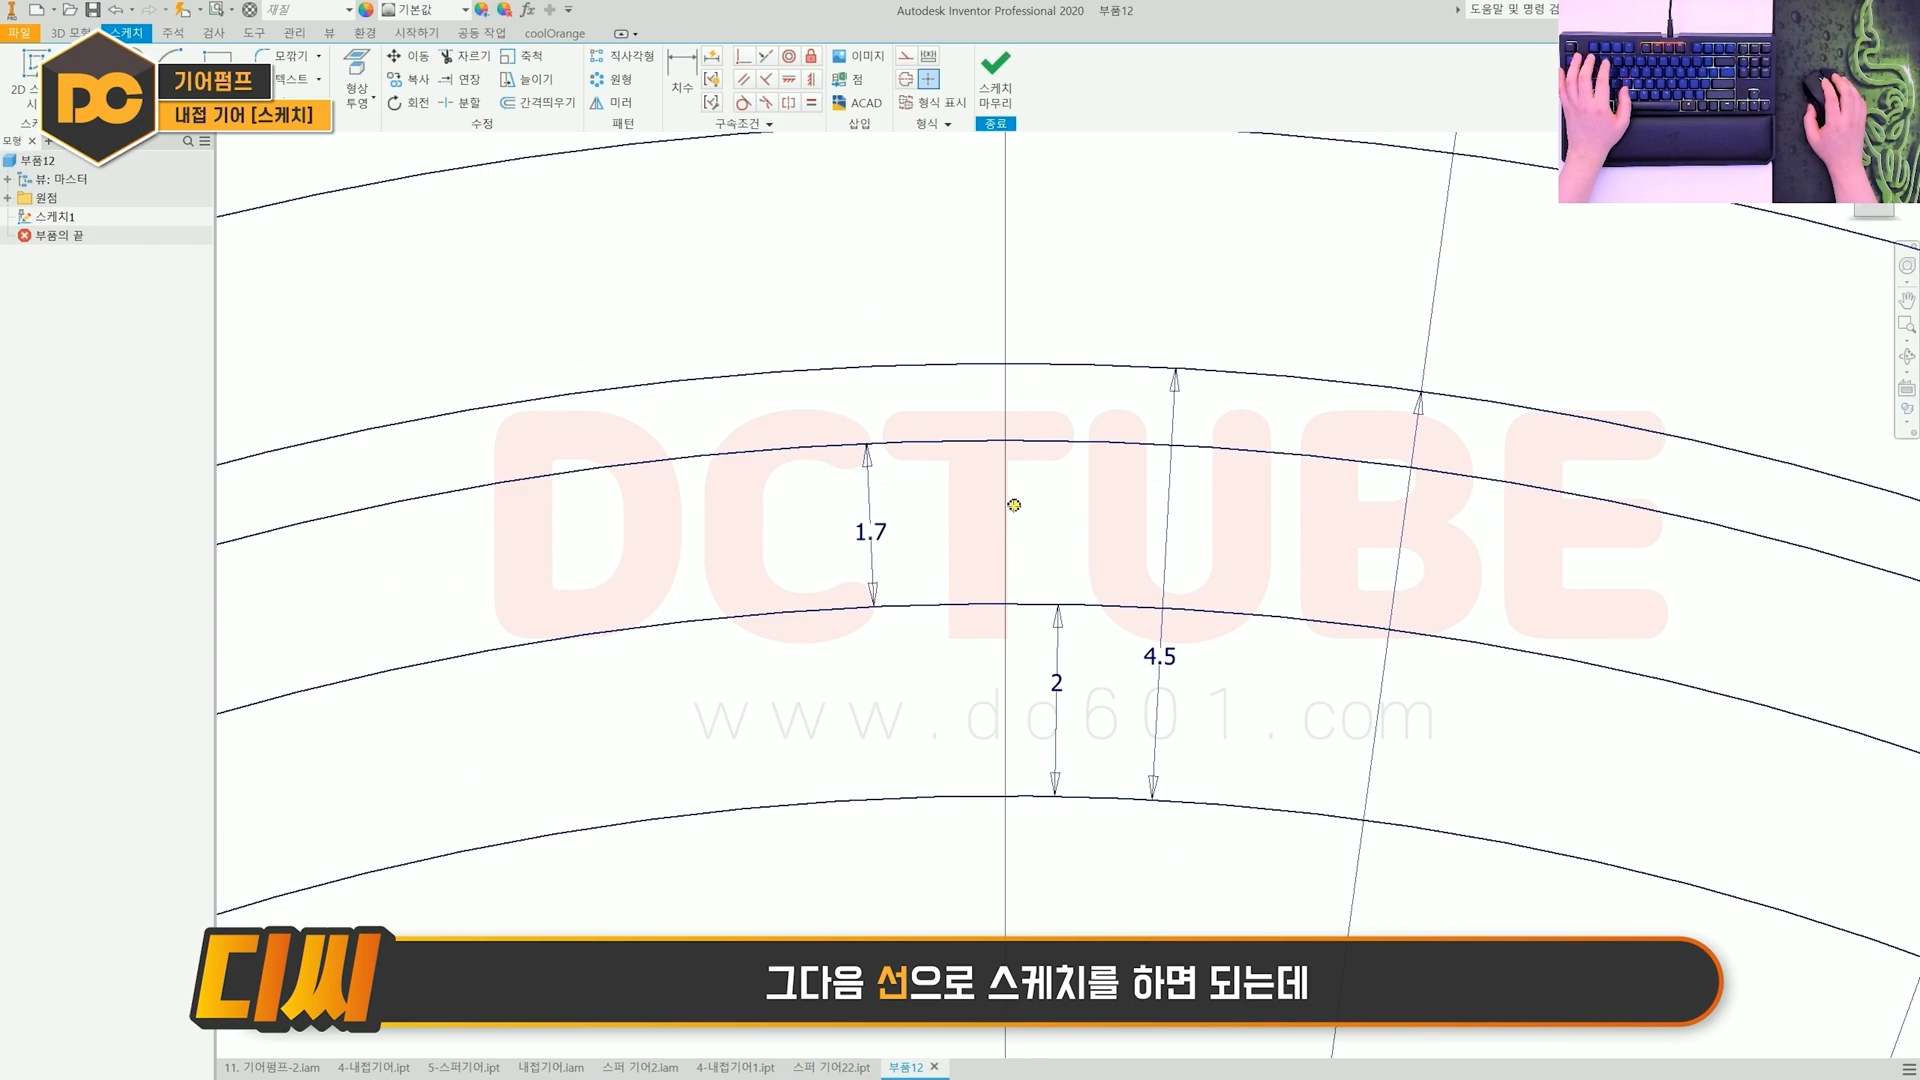 재질
기본값
Autodesk Inventor Professional 2020 부품12
도움말 및 명령 검
파일
스케치
주석
검사
도구
관리
뷰
환경
시작하기
공동 작업
coolOrange
모깎기
이동
자르기
축척
직사각형
이미지
DC
기어펌프
내접 기어 [스케치]
형상
투영
복사
연장
늘이기
원형
치수
점
스케치
마무리
회전
분할
간격띄우기
미러
ACAD
형식 표시
수정
패턴
구속조건
삽입
형식
종료
모형
부품12
뷰: 마스터
원점
스케치1
부품의 끝
DCTUBE
1.7
4.5
2
www.dc601.com
디씨
그다음 선으로 스케치를 하면 되는데
11. 기어펌프-2.iam
4-내접기어.ipt
5-스퍼기어.ipt
내접기어.iam
스퍼 기어2.iam
4-내접기어1.ipt
스퍼 기어22.ipt
부품12